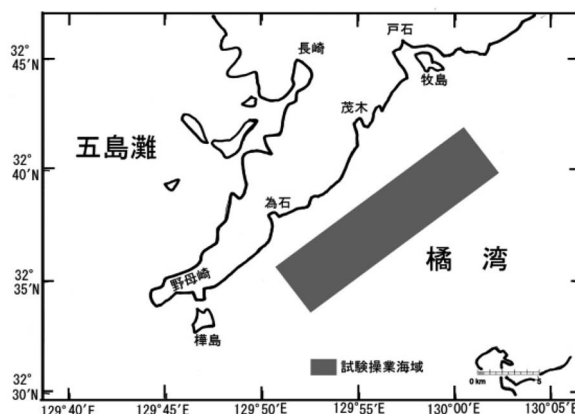 32°
45´N
32°
40´N
32°
35´N
32°
30´N
129°40´E
129°45´E
129°50´E
129°55´E
130°00´E
130°05´E
戸石
長崎
牧島
茂木
五島灘
為石
橘 湾
野母崎
樺島
試験操業海域
0 km
5